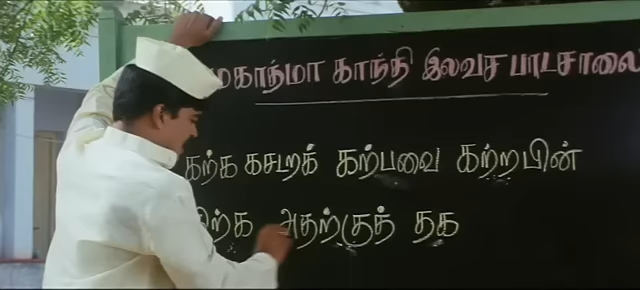 மகாத்மா காந்தி இலவச பாடசாலை
கற்க கசடறக் கற்பவை கற்றபின்
நிற்க அதற்குத் தக